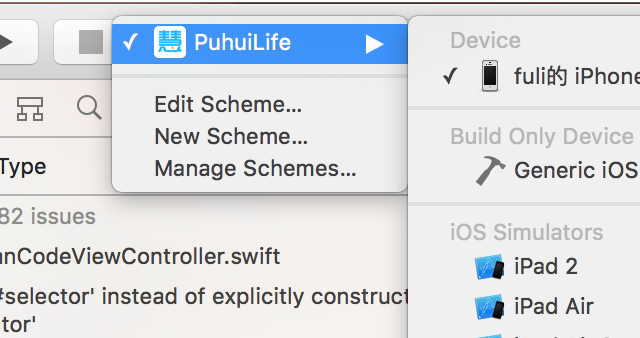 慧 PuhuiLife
Edit Scheme...
New Scheme...
Manage Schemes...
Device
fuli的 iPhone
Build Only Device
Generic iOS
iOS Simulators
iPad 2
iPad Air
Type
82 issues
anCodeViewController.swift
#selector' instead of explicitly construct
tor'